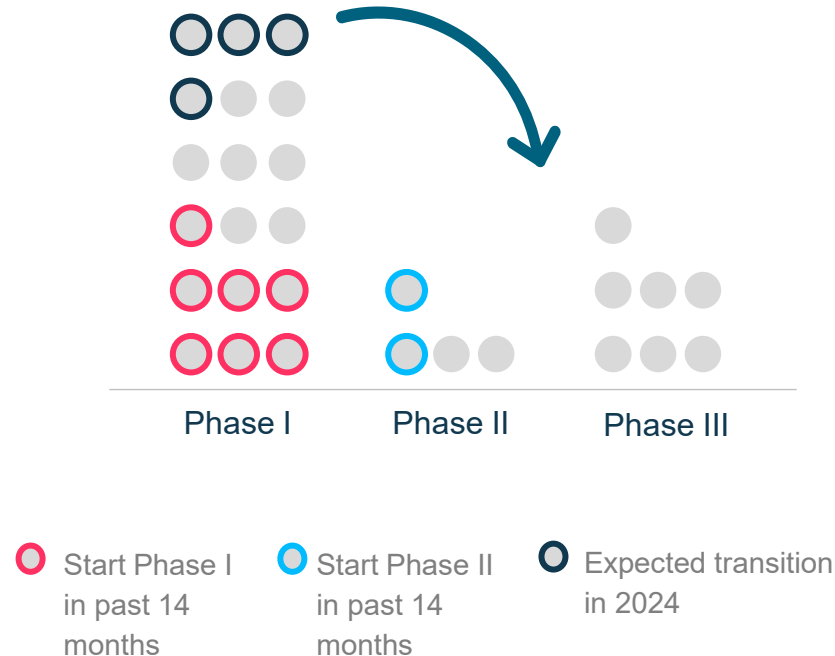 Phase I
Phase II
Phase III
Start Phase I
in past 14
months
Start Phase II
in past 14
months
Expected transition
in 2024